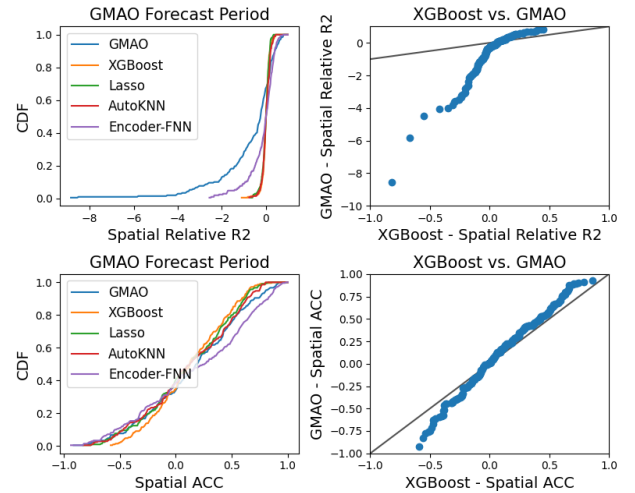 GMAO Forecast Period
CDF
1.0
0.8
0.6
0.4
0.2
0.0
GMAO
XGBoost
Lasso
AutoKNN
Encoder-FNN
−8
−6
−4
−2
0
Spatial Relative R2
XGBoost vs. GMAO
GMAO - Spatial Relative R2
0
−2
−4
−6
−8
−10
−1.0
−0.5
0.0
0.5
1.0
XGBoost - Spatial Relative R2
GMAO Forecast Period
CDF
1.0
0.8
0.6
0.4
0.2
0.0
GMAO
XGBoost
Lasso
AutoKNN
Encoder-FNN
−1.0
−0.5
0.0
0.5
1.0
Spatial ACC
XGBoost vs. GMAO
GMAO - Spatial ACC
1.00
0.75
0.50
0.25
0.00
−0.25
−0.50
−0.75
−1.00
−1.0
−0.5
0.0
0.5
1.0
XGBoost - Spatial ACC